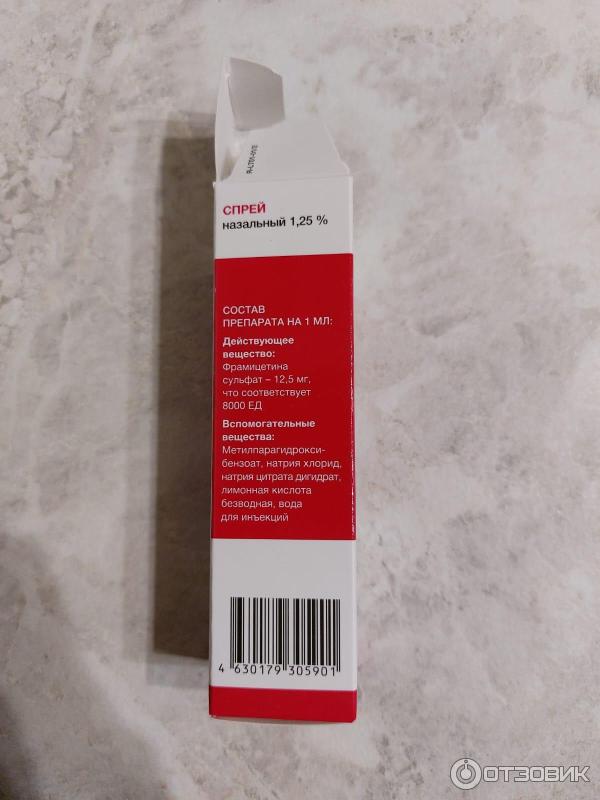 СПРЕЙ
назальный 1,25 %
СОСТАВ
ПРЕПАРАТА НА 1 МЛ:
Действующее
вещество:
Фрамицетина
сульфат – 12,5 мг,
что соответствует
8000 ЕД
Вспомогательные
вещества:
Метилпарагидрокси-
бензоат, натрия хлорид,
натрия цитрата дигидрат,
лимонная кислота
безводная, вода
для инъекций
4 630179 305901
ОТЗОВИК